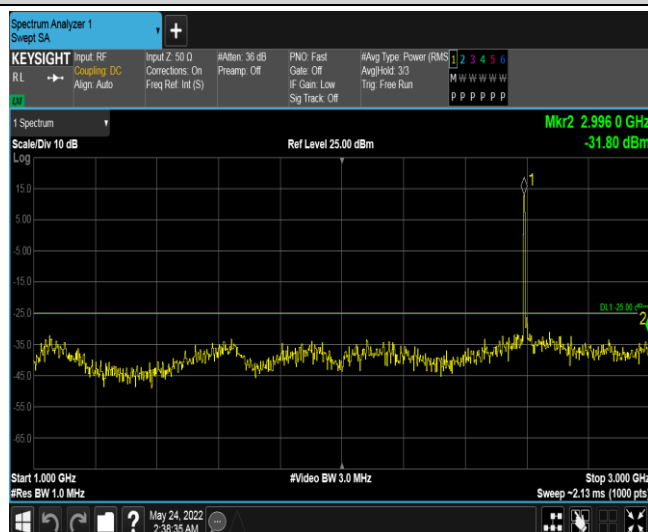 Spectrum Analyzer 1
Swept SA
KEYSIGHT
RL
Input: RF
Coupling: DC
Align: Auto
Input Z: 50 Ω
Corrections: On
Freq Ref: Int (S)
#Atten: 36 dB
Preamp: Off
PNO: Fast
Gate: Off
IF Gain: Low
Sig Track: Off
#Avg Type: Power (RMS
Avg|Hold: 3/3
Trig: Free Run
1 2 3 4 5 6
M W W W W W
P P P P P P
1 Spectrum
Mkr2 2.996 0 GHz
-31.80 dBm
Scale/Div 10 dB
Ref Level 25.00 dBm
Log
1
15.0
5.00
-5.00
-15.0
-25.0
DL1 -25.00 dBm
2
-35.0
-45.0
-55.0
-65.0
Start 1.000 GHz
#Video BW 3.0 MHz
Stop 3.000 GHz
#Res BW 1.0 MHz
Sweep ~2.13 ms (1000 pts)
?
May 24, 2022
2:38:35 AM